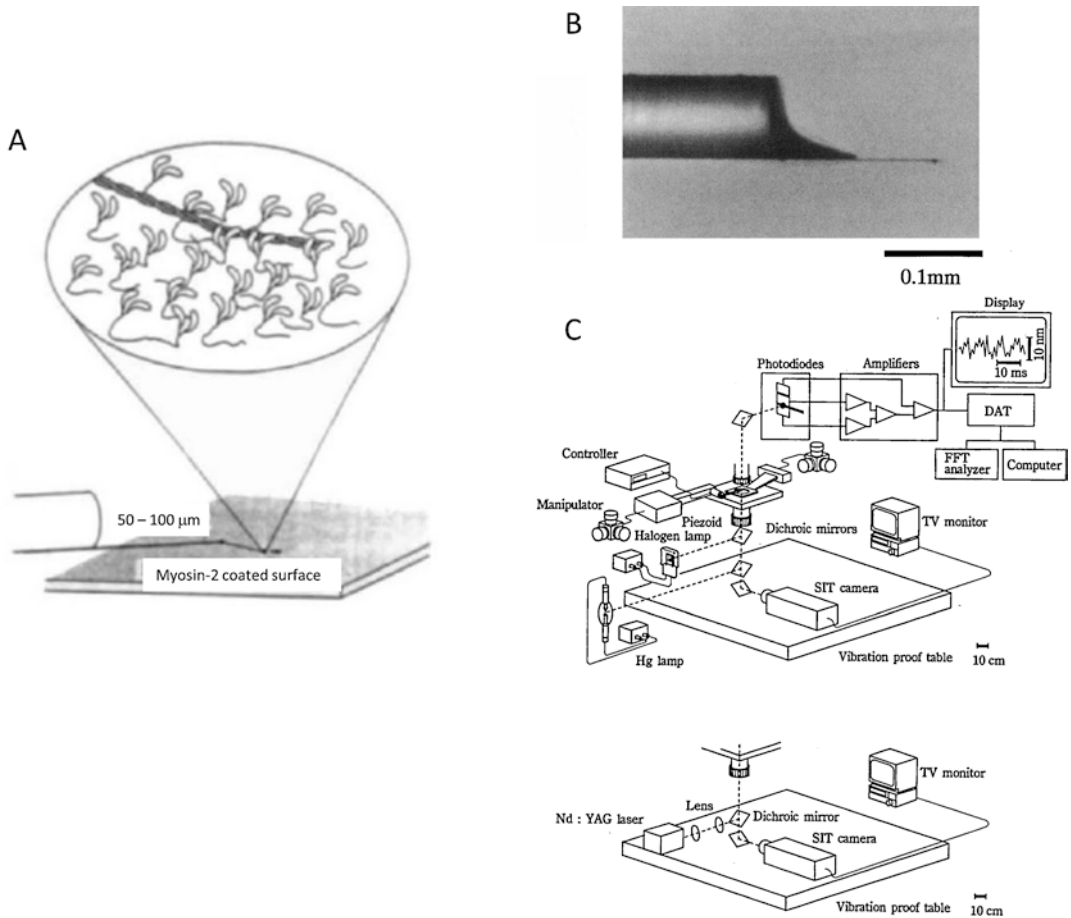 A
50 – 100 μm
Myosin-2 coated surface
B
0.1mm
C
Display
10 nm
10 ms
Photodiodes
Amplifiers
DAT
FFT
analyzer
Computer
Controller
Manipulator
Piezoid
Halogen lamp
Dichroic mirrors
TV monitor
SIT camera
Hg lamp
Vibration proof table
10 cm
TV monitor
Lens
Nd : YAG laser
Dichroic mirror
SIT camera
Vibration proof table
10 cm